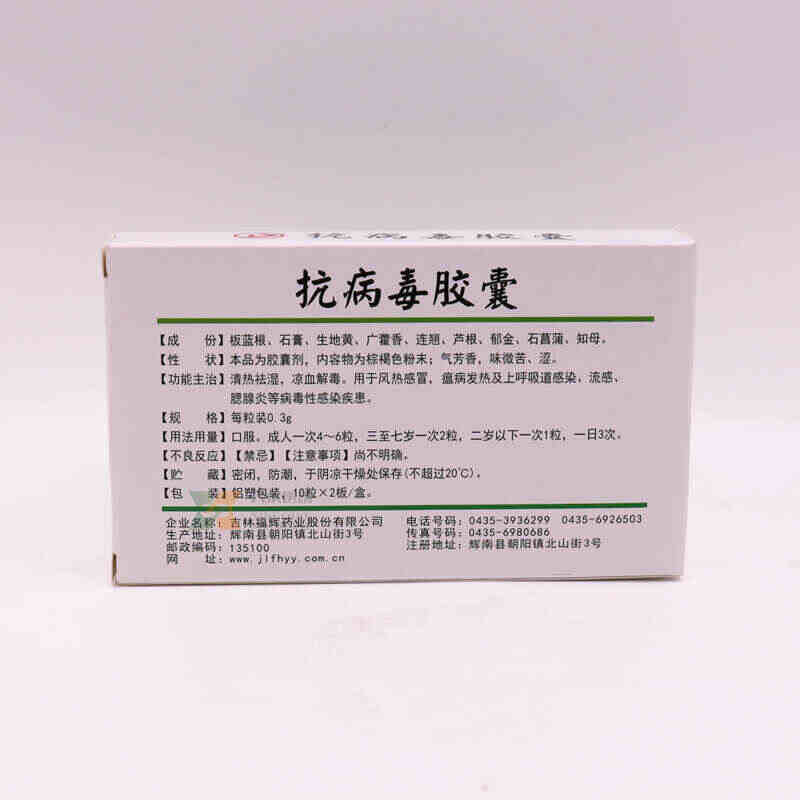 抗病毒胶囊
抗病毒胶囊
【成 份】板蓝根、石膏、生地黄、广藿香、连翘、芦根、郁金、石菖蒲、知母。
【性 状】本品为胶囊剂，内容物为棕褐色粉末；气芳香，味微苦、涩。
【功能主治】清热祛湿，凉血解毒。用于风热感冒，瘟病发热及上呼吸道感染、流感、
腮腺炎等病毒性感染疾患。
【规 格】每粒装0.3g
【用法用量】口服。成人一次4～6粒，三至七岁一次2粒，二岁以下一次1粒，一日3次。
【不良反应】【禁忌】【注意事项】尚不明确。
【贮 藏】密闭，防潮，于阴凉干燥处保存(不超过20℃)。
【包 装】铝塑包装，10粒×2板/盒。
企业名称：吉林福辉药业股份有限公司 电话号码：0435-3936299 0435-6926503
生产地址：辉南县朝阳镇北山街3号 传真号码：0435-6980686
邮政编码：135100 注册地址：辉南县朝阳镇北山街3号
网 址：www.jlfhyy.com.cn